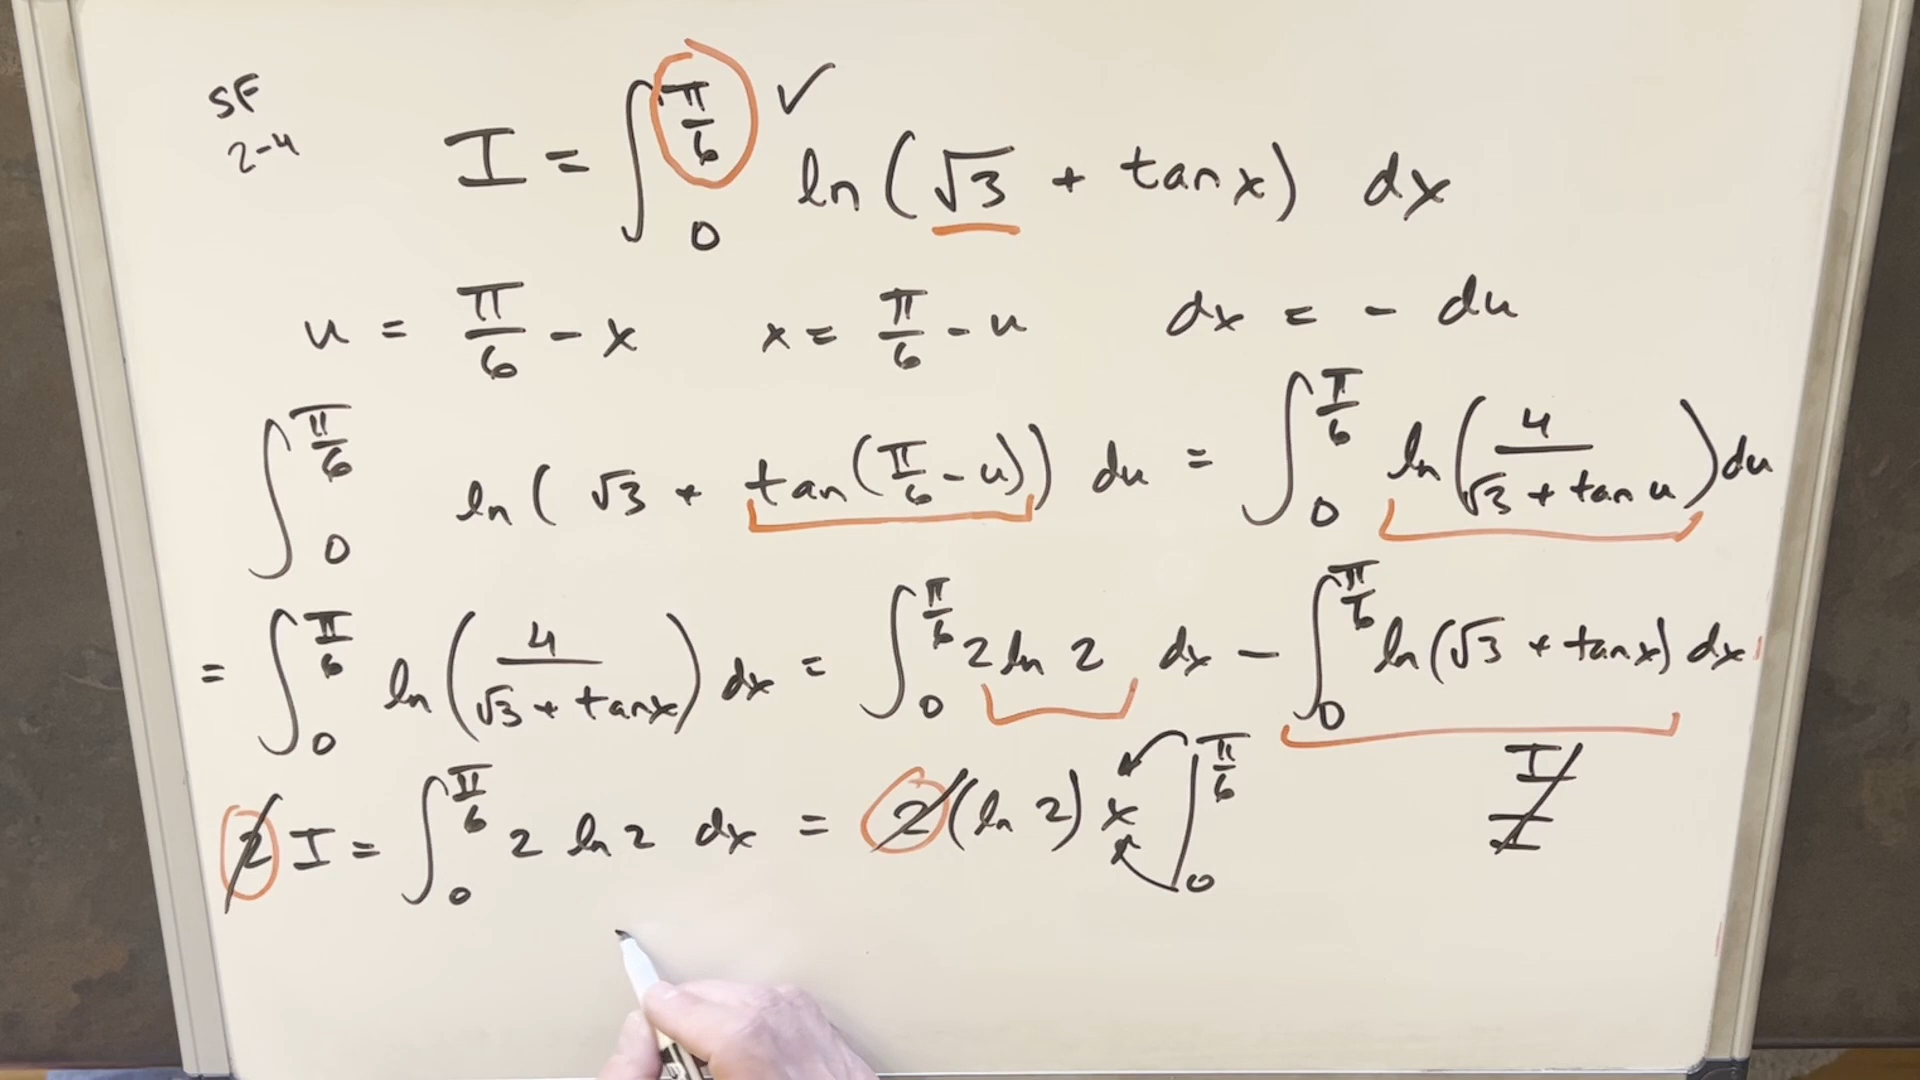 SF
2-4
I = ∫₀^{π/6} ln(√3 + tan x) dx ✓
u = π/6 - x    x = π/6 - u    dx = - du
∫₀^{π/6} ln(√3 + tan(π/6 - u)) du = ∫₀^{π/6} ln(4/(√3 + tan u)) du
= ∫₀^{π/6} ln(4/(√3 + tan x)) dx = ∫₀^{π/6} 2 ln 2 dx - ∫₀^{π/6} ln(√3 + tan x) dx
I
2 I = ∫₀^{π/6} 2 ln 2 dx = 2 (ln 2) x ]₀^{π/6}
I